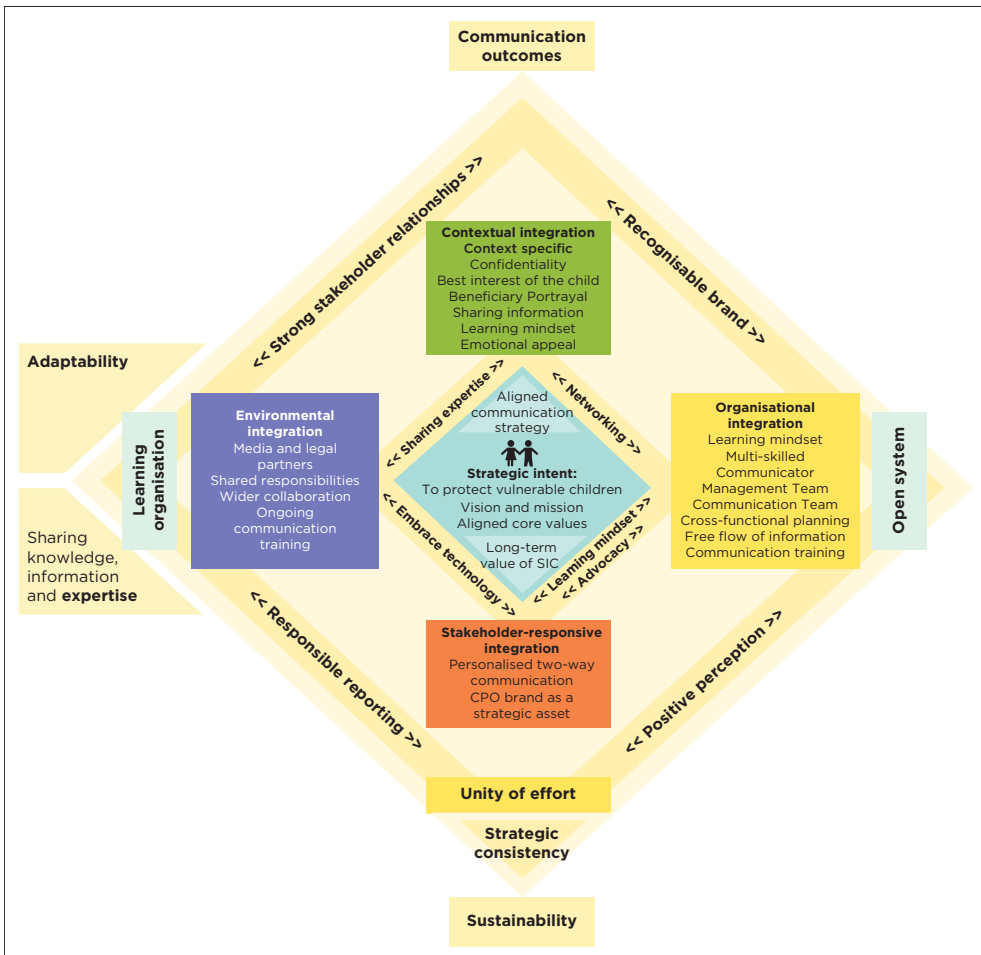 Communication
outcomes
<< Strong stakeholder relationships >>
<< Recognisable brand >>
Contextual integration
Context specific
Confidentiality
Best interest of the child
Beneficiary Portrayal
Sharing information
Learning mindset
Emotional appeal
Adaptability
Learning
organisation
Sharing
knowledge,
information
and expertise
Environmental
integration
Media and legal
partners
Shared responsibilities
Wider collaboration
Ongoing
communication
training
<< Sharing expertise >>
<< Networking >>
Aligned
communication
strategy
Strategic intent:
To protect vulnerable children
Vision and mission
Aligned core values
Long-term
value of SIC
<< Embrace technology >>
<< Learning mindset >>
<< Advocacy >>
Organisational
integration
Learning mindset
Multi-skilled
Communicator
Management Team
Communication Team
Cross-functional planning
Free flow of information
Communication training
Open system
Stakeholder-responsive
integration
Personalised two-way
communication
CPO brand as a
strategic asset
<< Responsible reporting >>
<< Positive perception >>
Unity of effort
Strategic
consistency
Sustainability